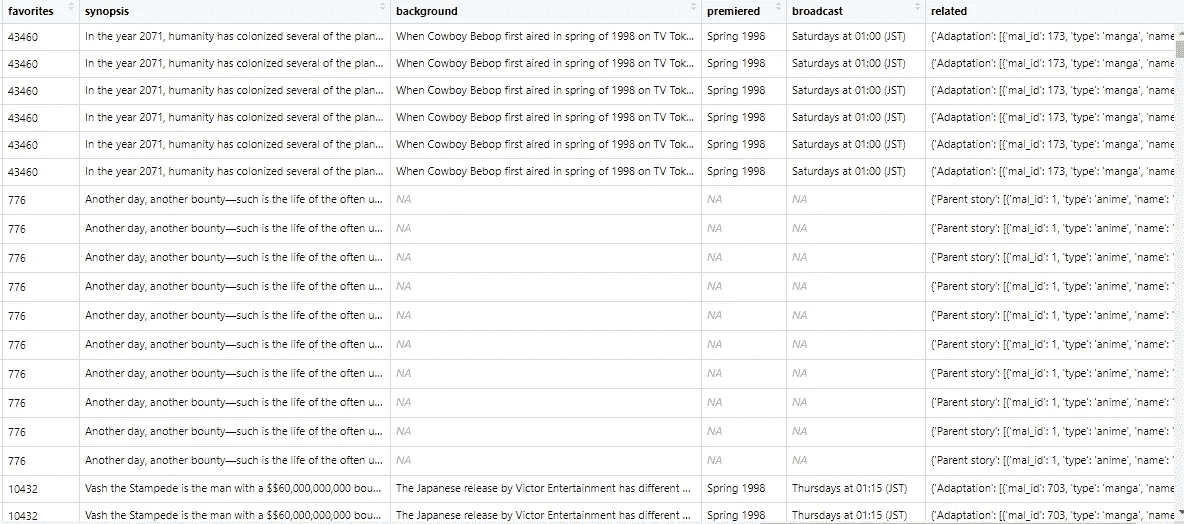 favorites synopsis background premiered broadcast related
43460 In the year 2071, humanity has colonized several of the plan... When Cowboy Bebop first aired in spring of 1998 on TV Tok... Spring 1998 Saturdays at 01:00 (JST) {'Adaptation': [{'mal_id': 173, 'type': 'manga', 'name
43460 In the year 2071, humanity has colonized several of the plan... When Cowboy Bebop first aired in spring of 1998 on TV Tok... Spring 1998 Saturdays at 01:00 (JST) {'Adaptation': [{'mal_id': 173, 'type': 'manga', 'name
43460 In the year 2071, humanity has colonized several of the plan... When Cowboy Bebop first aired in spring of 1998 on TV Tok... Spring 1998 Saturdays at 01:00 (JST) {'Adaptation': [{'mal_id': 173, 'type': 'manga', 'name
43460 In the year 2071, humanity has colonized several of the plan... When Cowboy Bebop first aired in spring of 1998 on TV Tok... Spring 1998 Saturdays at 01:00 (JST) {'Adaptation': [{'mal_id': 173, 'type': 'manga', 'name
43460 In the year 2071, humanity has colonized several of the plan... When Cowboy Bebop first aired in spring of 1998 on TV Tok... Spring 1998 Saturdays at 01:00 (JST) {'Adaptation': [{'mal_id': 173, 'type': 'manga', 'name
43460 In the year 2071, humanity has colonized several of the plan... When Cowboy Bebop first aired in spring of 1998 on TV Tok... Spring 1998 Saturdays at 01:00 (JST) {'Adaptation': [{'mal_id': 173, 'type': 'manga', 'name
776 Another day, another bounty—such is the life of the often u... NA NA NA {'Parent story': [{'mal_id': 1, 'type': 'anime', 'name': '
776 Another day, another bounty—such is the life of the often u... NA NA NA {'Parent story': [{'mal_id': 1, 'type': 'anime', 'name': '
776 Another day, another bounty—such is the life of the often u... NA NA NA {'Parent story': [{'mal_id': 1, 'type': 'anime', 'name': '
776 Another day, another bounty—such is the life of the often u... NA NA NA {'Parent story': [{'mal_id': 1, 'type': 'anime', 'name': '
776 Another day, another bounty—such is the life of the often u... NA NA NA {'Parent story': [{'mal_id': 1, 'type': 'anime', 'name': '
776 Another day, another bounty—such is the life of the often u... NA NA NA {'Parent story': [{'mal_id': 1, 'type': 'anime', 'name': '
776 Another day, another bounty—such is the life of the often u... NA NA NA {'Parent story': [{'mal_id': 1, 'type': 'anime', 'name': '
776 Another day, another bounty—such is the life of the often u... NA NA NA {'Parent story': [{'mal_id': 1, 'type': 'anime', 'name': '
776 Another day, another bounty—such is the life of the often u... NA NA NA {'Parent story': [{'mal_id': 1, 'type': 'anime', 'name': '
776 Another day, another bounty—such is the life of the often u... NA NA NA {'Parent story': [{'mal_id': 1, 'type': 'anime', 'name': '
10432 Vash the Stampede is the man with a $$60,000,000,000 bou... The Japanese release by Victor Entertainment has different ... Spring 1998 Thursdays at 01:15 (JST) {'Adaptation': [{'mal_id': 703, 'type': 'manga', 'name
10432 Vash the Stampede is the man with a $$60,000,000,000 bou... The Japanese release by Victor Entertainment has different ... Spring 1998 Thursdays at 01:15 (JST) {'Adaptation': [{'mal_id': 703, 'type': 'manga', 'name